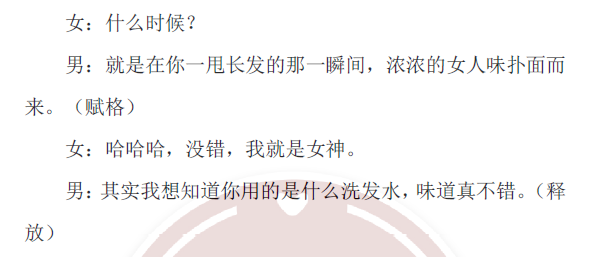 女：什么时候？
男：就是在你一甩长发的那一瞬间，浓浓的女人味扑面而
来。（赋格）
女：哈哈哈，没错，我就是女神。
男：其实我想知道你用的是什么洗发水，味道真不错。（释
放）